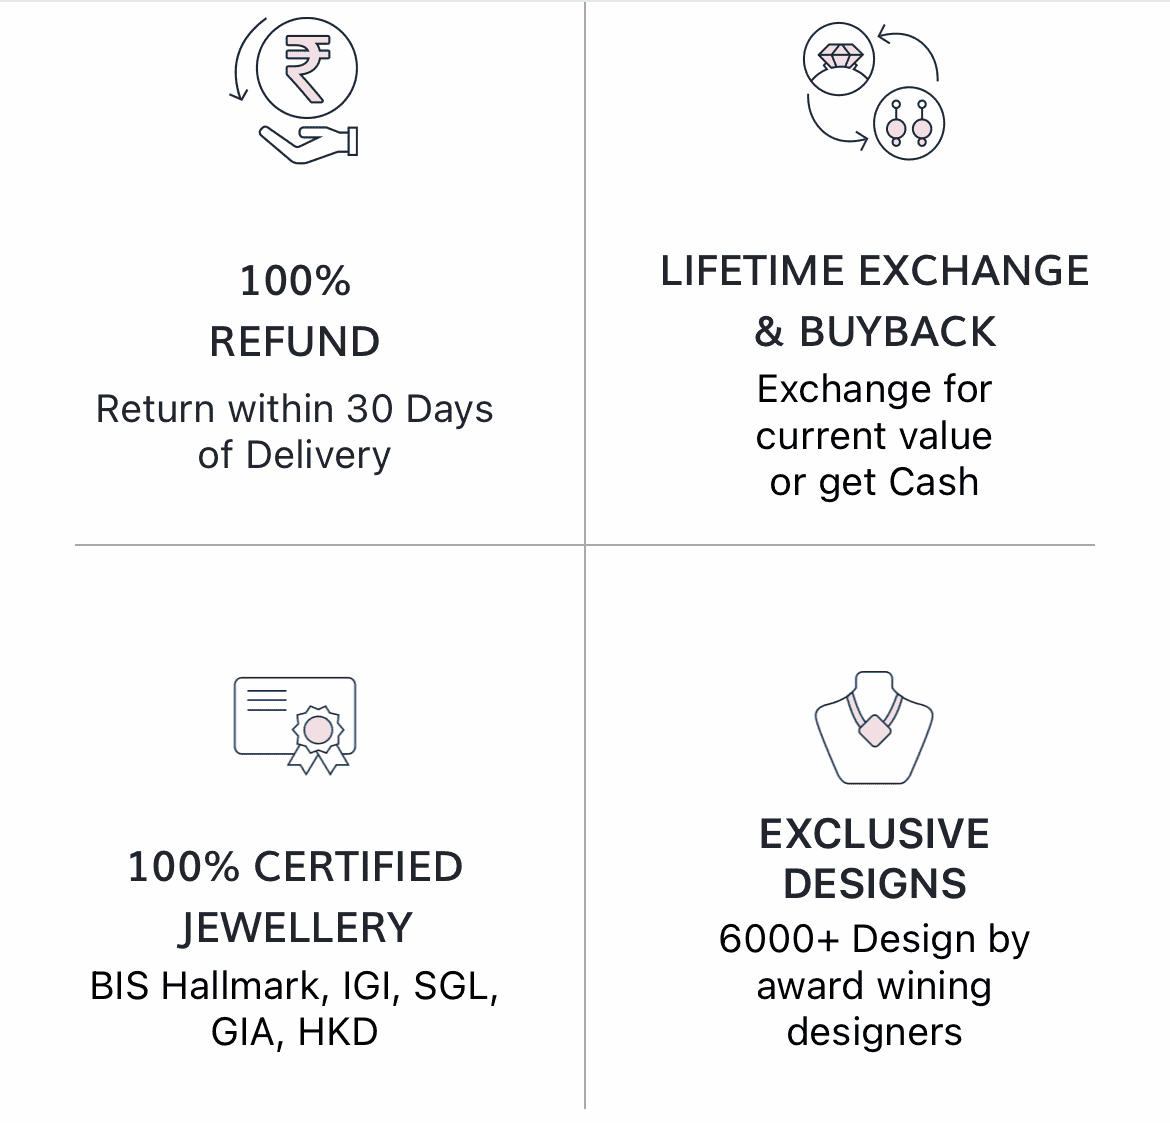 100%
REFUND
Return within 30 Days
of Delivery
LIFETIME EXCHANGE
& BUYBACK
Exchange for
current value
or get Cash
100% CERTIFIED
JEWELLERY
BIS Hallmark, IGI, SGL,
GIA, HKD
EXCLUSIVE
DESIGNS
6000+ Design by
award wining
designers